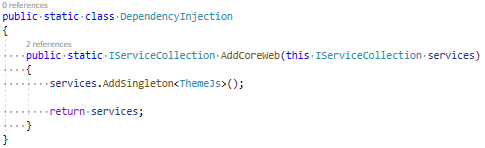 0 references
public static class DependencyInjection
{
2 references
    public static IServiceCollection AddCoreWeb(this IServiceCollection services)
    {
        services.AddSingleton<ThemeJs>();

        return services;
    }
}